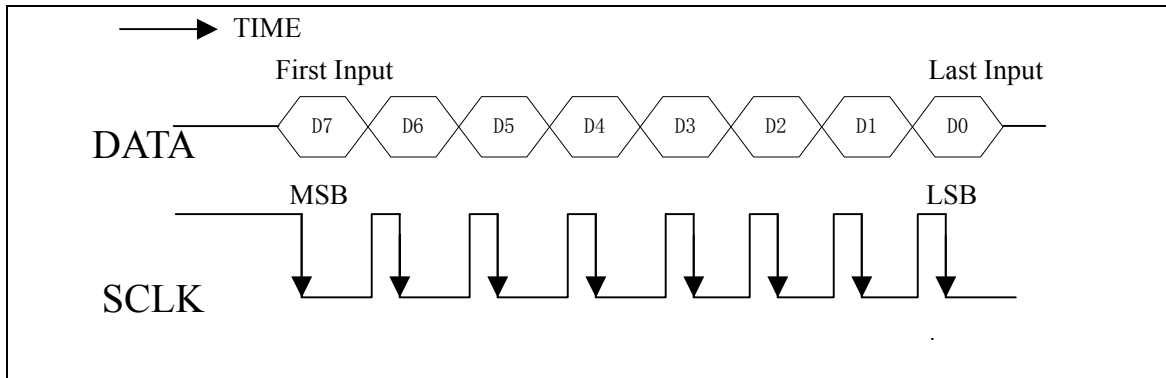 TIME
First Input Last Input
DATA D7 D6 D5 D4 D3 D2 D1 D0
MSB LSB
SCLK